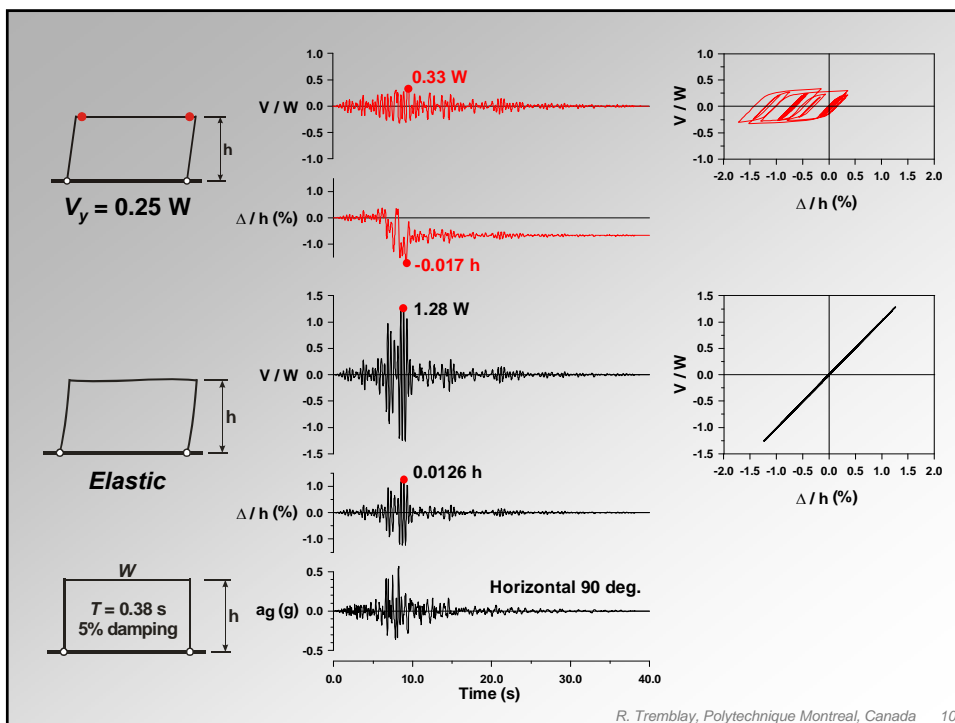 1.0
0.5
V / W 0.0
-0.5
-1.0
0.33 W
1.0
0.5
V / W
0.0
-0.5
-1.0
-2.0 -1.5 -1.0 -0.5 0.0 0.5 1.0 1.5 2.0
Δ / h (%)
h
Vy = 0.25 W
1.0
Δ / h (%) 0.0
-1.0
-0.017 h
1.5
1.0
0.5
V / W 0.0
-0.5
-1.0
-1.5
1.28 W
1.5
1.0
0.5
V / W
0.0
-0.5
-1.0
-1.5
-2.0 -1.5 -1.0 -0.5 0.0 0.5 1.0 1.5 2.0
Δ / h (%)
h
Elastic
1.0
Δ / h (%) 0.0
-1.0
0.0126 h
W
T = 0.38 s
5% damping
h
0.5
ag (g) 0.0
-0.5
Horizontal 90 deg.
0.0 10.0 20.0 30.0 40.0
Time (s)
R. Tremblay, Polytechnique Montreal, Canada 10